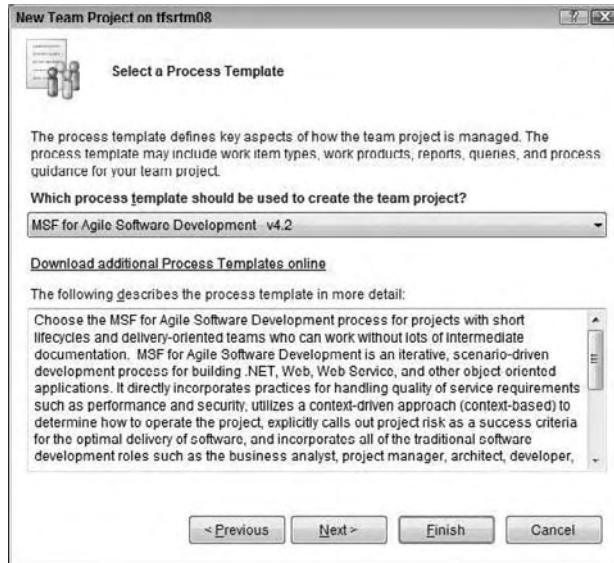 New Team Project on tfsrtm08
Select a Process Template
The process template defines key aspects of how the team project is managed. The
process template may include work item types, work products, reports, queries, and process
guidance for your team project.
Which process template should be used to create the team project?
MSF for Agile Software Development - v4.2
Download additional Process Templates online
The following describes the process template in more detail:
Choose the MSF for Agile Software Development process for projects with short
lifecycles and delivery-oriented teams who can work without lots of intermediate
documentation. MSF for Agile Software Development is an iterative, scenario-driven
development process for building .NET, Web, Web Service, and other object oriented
applications. It directly incorporates practices for handling quality of service requirements
such as performance and security, utilizes a context-driven approach (context-based) to
determine how to operate the project, explicitly calls out project risk as a success criteria
for the optimal delivery of software, and incorporates all of the traditional software
development roles such as the business analyst, project manager, architect, developer,
< Previous
Next >
Finish
Cancel